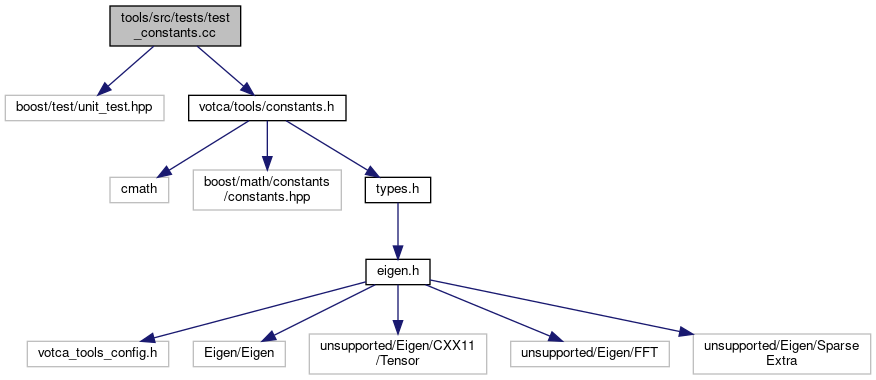 tools/src/tests/test
_constants.cc
boost/test/unit_test.hpp
votca/tools/constants.h
cmath
boost/math/constants
/constants.hpp
types.h
eigen.h
votca_tools_config.h
Eigen/Eigen
unsupported/Eigen/CXX11
/Tensor
unsupported/Eigen/FFT
unsupported/Eigen/Sparse
Extra